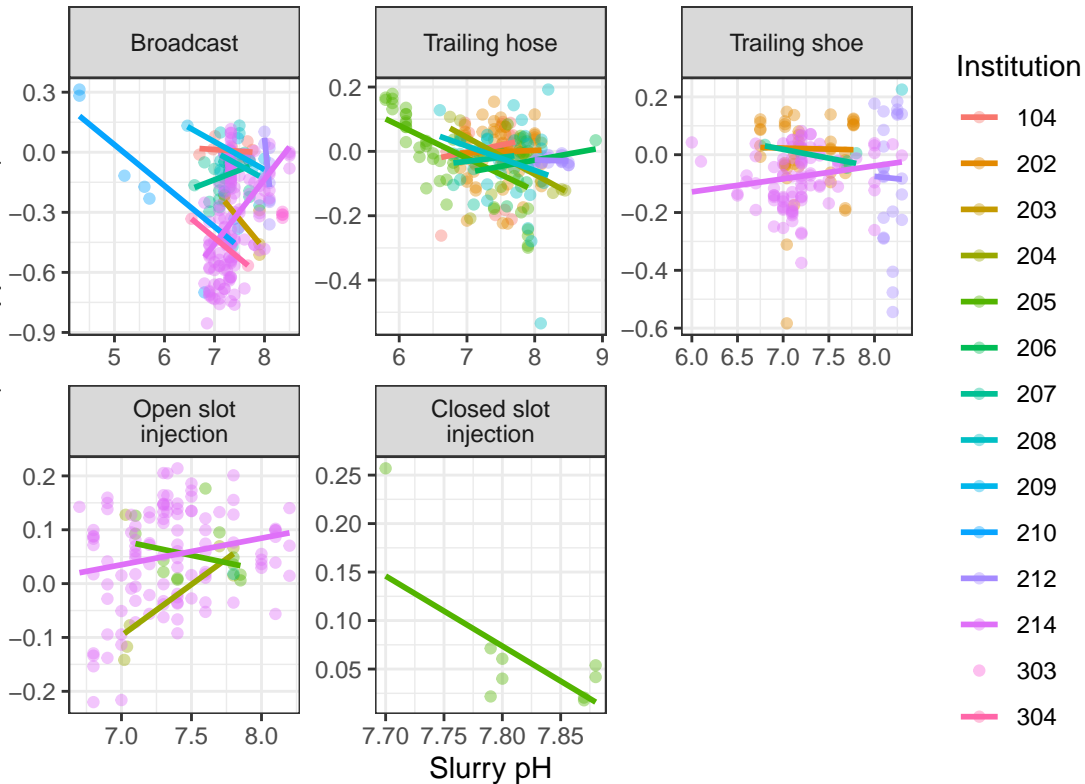 Broadcast
Trailing hose
Trailing shoe
0.3
0.0
−0.3
−0.6
−0.9
5 6 7 8
0.2
0.0
−0.2
−0.4
6 7 8 9
0.2
0.0
−0.2
−0.4
−0.6
6.0 6.5 7.0 7.5 8.0
Open slot
injection
Closed slot
injection
0.2
0.1
0.0
−0.1
−0.2
7.0 7.5 8.0
0.25
0.20
0.15
0.10
0.05
7.70 7.75 7.80 7.85
Slurry pH
Institution
104
202
203
204
205
206
207
208
209
210
212
214
303
304